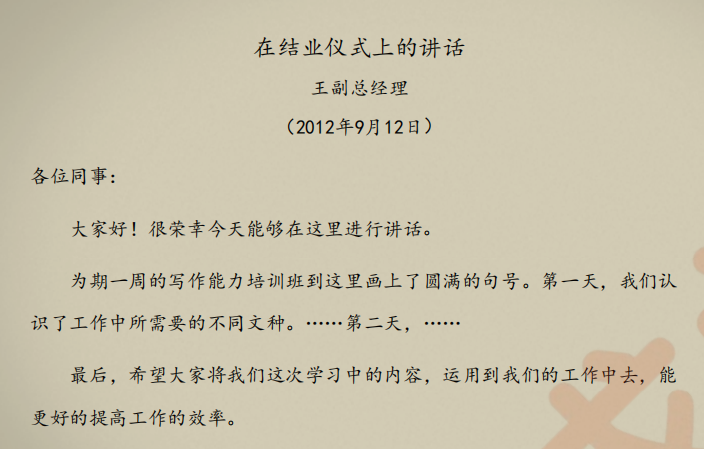 在结业仪式上的讲话
王副总经理
（2012年9月12日）
各位同事：
大家好！很荣幸今天能够在这里进行讲话。
为期一周的写作能力培训班到这里画上了圆满的句号。第一天，我们认
识了工作中所需要的不同文种。……第二天，……
最后，希望大家将我们这次学习中的内容，运用到我们的工作中去，能
更好的提高工作的效率。